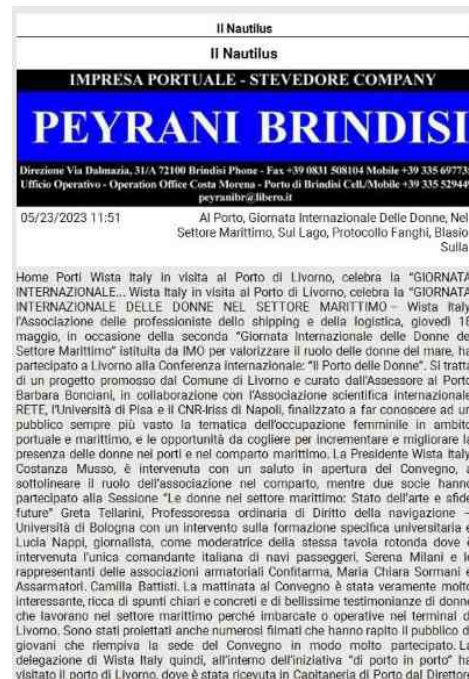 Il Nautilus
Il Nautilus
IMPRESA PORTUALE - STEVEDORE COMPANY
PEYRANI BRINDISI
Direzione Via Dalmazia, 31/A 72100 Brindisi Phone - Fax +39 0831 508104 Mobile +39 335 69773
Ufficio Operativo - Operation Office Costa Morena - Porto di Brindisi Cell./Mobile +39 335 52944
peyranibr@libero.it
05/23/2023 11:51
Al Porto, Giornata Internazionale Delle Donne, Nel
Settore Marittimo, Sul Lago, Protocollo Fanghi, Blasio
Sulla
Home Porti Wista Italy in visita al Porto di Livorno, celebra la “GIORNATA
INTERNAZIONALE... Wista Italy in visita al Porto di Livorno, celebra la “GIORNATA
INTERNAZIONALE DELLE DONNE NEL SETTORE MARITTIMO – Wista Italy
l’Associazione delle professioniste dello shipping e della logistica, giovedì 18
maggio, in occasione della seconda “Giornata Internazionale delle Donne del
Settore Marittimo” istituita da IMO per valorizzare il ruolo delle donne del mare, ha
partecipato a Livorno alla Conferenza internazionale: “Il Porto delle Donne”. Si tratta
di un progetto promosso dal Comune di Livorno e curato dall’Assessore al Porto
Barbara Bonciani, in collaborazione con l’Associazione scientifica internazionale
RETE, l’Università di Pisa e il CNR-Iriss di Napoli, finalizzato a far conoscere ad un
pubblico sempre più vasto la tematica dell’occupazione femminile in ambito
portuale e marittimo, e le opportunità da cogliere per incrementare e migliorare la
presenza delle donne nei porti e nel comparto marittimo. La Presidente Wista Italy
Costanza Musso, è intervenuta con un saluto in apertura del Convegno, a
sottolineare il ruolo dell’associazione nel comparto, mentre due socie hanno
partecipato alla Sessione “Le donne nel settore marittimo: Stato dell’arte e sfide
future” Greta Tellarini, Professoressa ordinaria di Diritto della navigazione –
Università di Bologna con un intervento sulla formazione specifica universitaria e
Lucia Nappi, giornalista, come moderatrice della stessa tavola rotonda dove è
intervenuta l’unica comandante italiana di navi passeggeri, Serena Milani e le
rappresentanti delle associazioni armatoriali Confitarma, Maria Chiara Sormani e
Assarmatori. Camilla Battisti. La mattinata al Convegno è stata veramente molto
interessante, ricca di spunti chiari e concreti e di bellissime testimonianze di donne
che lavorano nel settore marittimo perché imbarcate o operative nei terminal di
Livorno. Sono stati proiettati anche numerosi filmati che hanno rapito il pubblico di
giovani che riempiva la sede del Convegno in modo molto partecipato. La
delegazione di Wista Italy quindi, all’interno dell’iniziativa “di porto in porto” ha
visitato il porto di Livorno, dove è stata ricevuta in Capitaneria di Porto dal Direttore